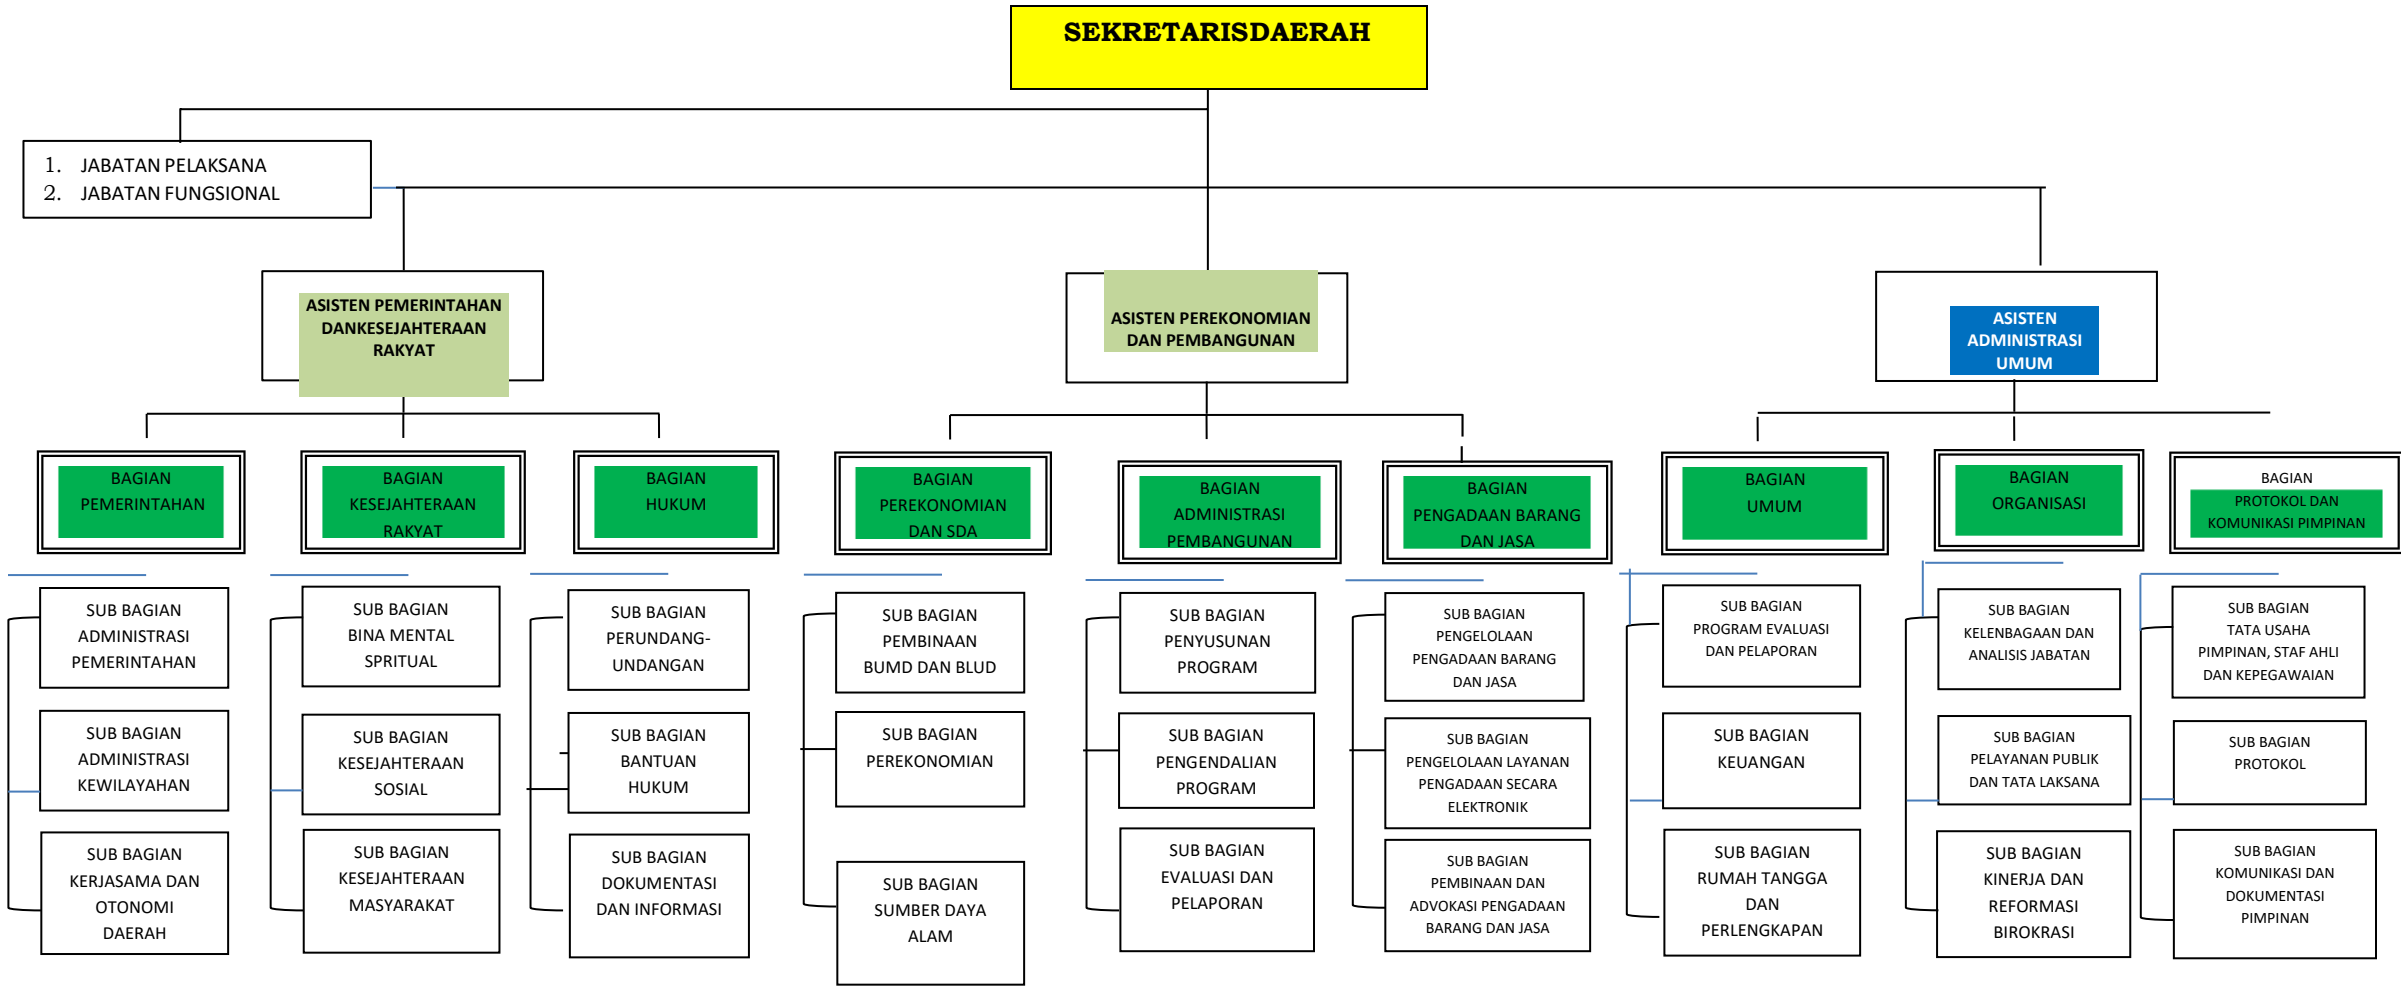 SEKRETARISDAERAH
1. JABATAN PELAKSANA
2. JABATAN FUNGSIONAL
ASISTEN PEMERINTAHAN
DANKESEJAHTERAAN
RAKYAT
ASISTEN PEREKONOMIAN
DAN PEMBANGUNAN
ASISTEN
ADMINISTRASI
UMUM
BAGIAN
PEMERINTAHAN
BAGIAN
KESEJAHTERAAN
RAKYAT
BAGIAN
HUKUM
BAGIAN
PEREKONOMIAN
DAN SDA
BAGIAN
ADMINISTRASI
PEMBANGUNAN
BAGIAN
PENGADAAN BARANG
DAN JASA
BAGIAN
UMUM
BAGIAN
ORGANISASI
BAGIAN
PROTOKOL DAN
KOMUNIKASI PIMPINAN
SUB BAGIAN
ADMINISTRASI
PEMERINTAHAN
SUB BAGIAN
BINA MENTAL
SPRITUAL
SUB BAGIAN
PERUNDANG-
UNDANGAN
SUB BAGIAN
PEMBINAAN
BUMD DAN BLUD
SUB BAGIAN
PENYUSUNAN
PROGRAM
SUB BAGIAN
PENGELOLAAN
PENGADAAN BARANG
DAN JASA
SUB BAGIAN
PROGRAM EVALUASI
DAN PELAPORAN
SUB BAGIAN
KELENBAGAAN DAN
ANALISIS JABATAN
SUB BAGIAN
TATA USAHA
PIMPINAN, STAF AHLI
DAN KEPEGAWAIAN
SUB BAGIAN
ADMINISTRASI
KEWILAYAHAN
SUB BAGIAN
KESEJAHTERAAN
SOSIAL
SUB BAGIAN
BANTUAN
HUKUM
SUB BAGIAN
PEREKONOMIAN
SUB BAGIAN
PENGENDALIAN
PROGRAM
SUB BAGIAN
PENGELOLAAN LAYANAN
PENGADAAN SECARA
ELEKTRONIK
SUB BAGIAN
KEUANGAN
SUB BAGIAN
PELAYANAN PUBLIK
DAN TATA LAKSANA
SUB BAGIAN
PROTOKOL
SUB BAGIAN
KERJASAMA DAN
OTONOMI
DAERAH
SUB BAGIAN
KESEJAHTERAAN
MASYARAKAT
SUB BAGIAN
DOKUMENTASI
DAN INFORMASI
SUB BAGIAN
SUMBER DAYA
ALAM
SUB BAGIAN
EVALUASI DAN
PELAPORAN
SUB BAGIAN
PEMBINAAN DAN
ADVOKASI PENGADAAN
BARANG DAN JASA
SUB BAGIAN
RUMAH TANGGA
DAN
PERLENGKAPAN
SUB BAGIAN
KINERJA DAN
REFORMASI
BIROKRASI
SUB BAGIAN
KOMUNIKASI DAN
DOKUMENTASI
PIMPINAN